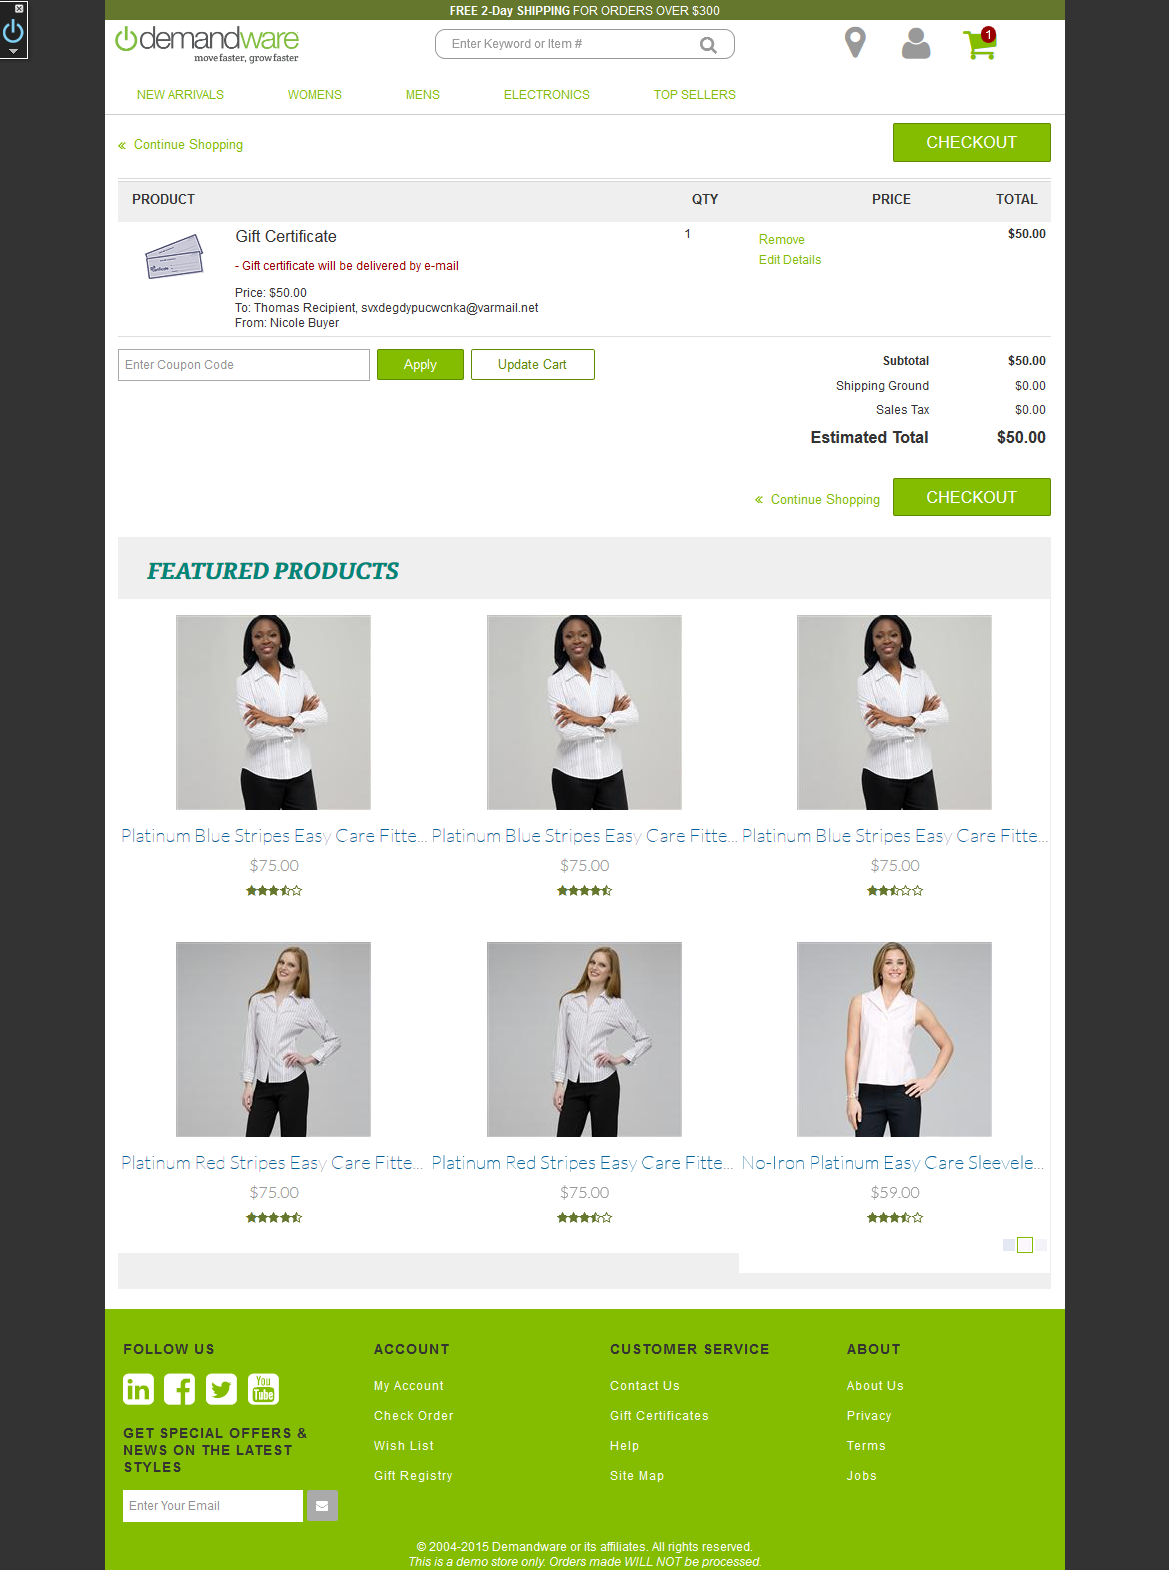 FREE 2-Day SHIPPING FOR ORDERS OVER $300
demandware
move faster, grow faster
Enter Keyword or Item #
1
NEW ARRIVALS WOMENS MENS ELECTRONICS TOP SELLERS
« Continue Shopping
CHECKOUT
PRODUCT QTY PRICE TOTAL
Gift Certificate 1 Remove $50.00
Edit Details
- Gift certificate will be delivered by e-mail
Price: $50.00
To: Thomas Recipient, svxdegdypucwcnka@varmail.net
From: Nicole Buyer
Enter Coupon Code Apply Update Cart
Subtotal $50.00
Shipping Ground $0.00
Sales Tax $0.00
Estimated Total $50.00
« Continue Shopping CHECKOUT
FEATURED PRODUCTS
Platinum Blue Stripes Easy Care Fitte... Platinum Blue Stripes Easy Care Fitte... Platinum Blue Stripes Easy Care Fitte...
$75.00 $75.00 $75.00
Platinum Red Stripes Easy Care Fitte... Platinum Red Stripes Easy Care Fitte... No-Iron Platinum Easy Care Sleevele...
$75.00 $75.00 $59.00
FOLLOW US
in f You Tube
GET SPECIAL OFFERS &
NEWS ON THE LATEST
STYLES
Enter Your Email
ACCOUNT
My Account
Check Order
Wish List
Gift Registry
CUSTOMER SERVICE
Contact Us
Gift Certificates
Help
Site Map
ABOUT
About Us
Privacy
Terms
Jobs
© 2004-2015 Demandware or its affiliates. All rights reserved.
This is a demo store only. Orders made WILL NOT be processed.